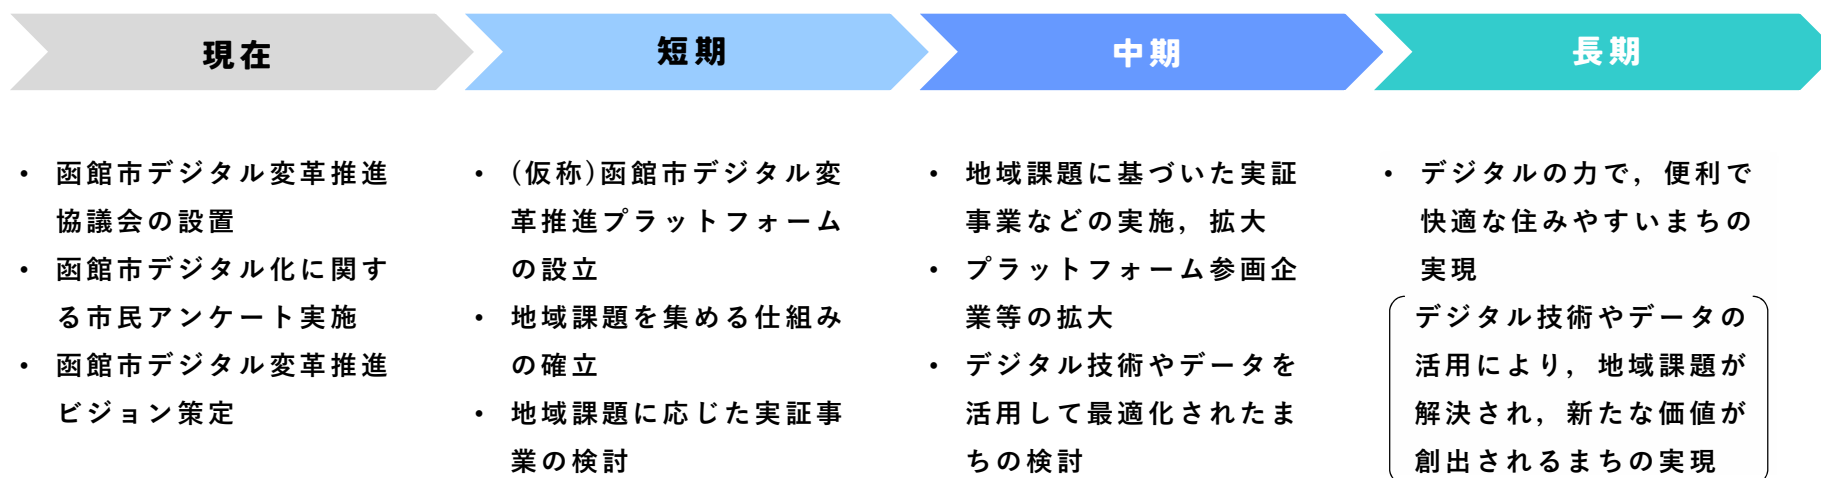 現在
短期
中期
長期
• 函館市デジタル変革推進
協議会の設置
• 函館市デジタル化に関す
る市民アンケート実施
• 函館市デジタル変革推進
ビジョン策定
• (仮称)函館市デジタル変
革推進プラットフォーム
の設立
• 地域課題を集める仕組み
の確立
• 地域課題に応じた実証事
業の検討
• 地域課題に基づいた実証
事業などの実施，拡大
• プラットフォーム参画企
業等の拡大
• デジタル技術やデータを
活用して最適化されたま
ちの検討
• デジタルの力で，便利で
快適な住みやすいまちの
実現
デジタル技術やデータの
活用により，地域課題が
解決され，新たな価値が
創出されるまちの実現